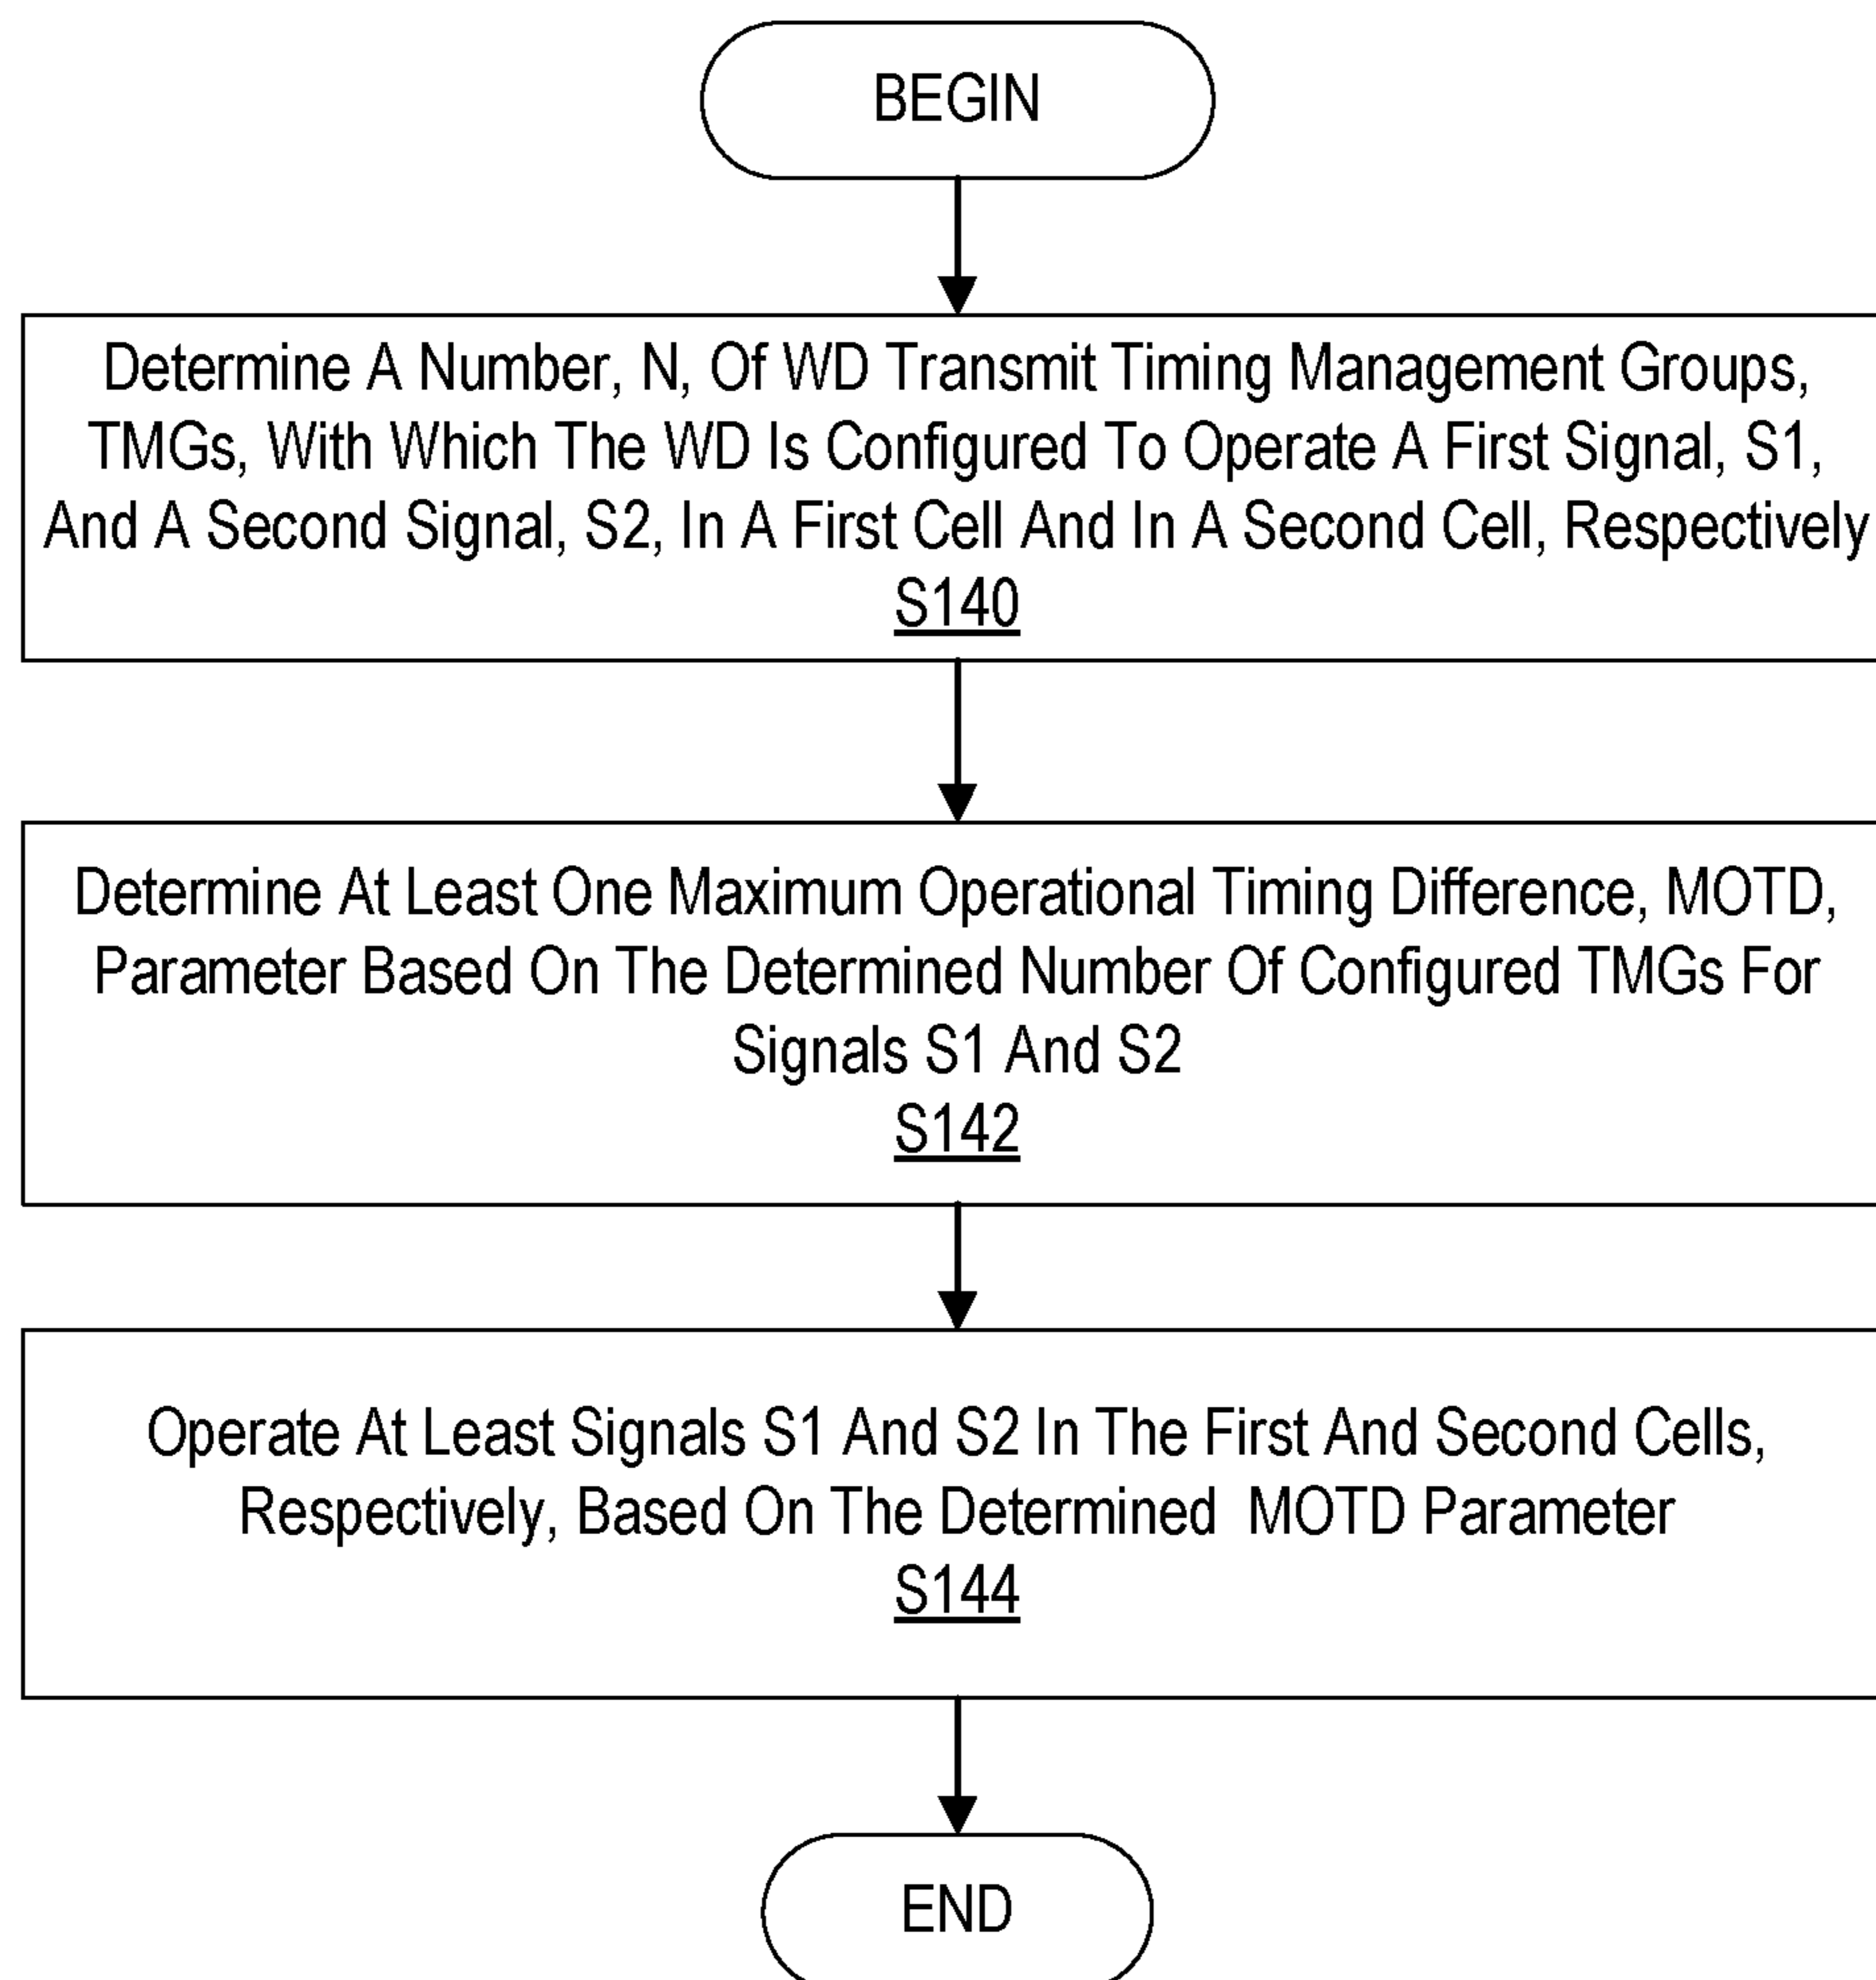 BEGIN
Determine A Number, N, Of WD Transmit Timing Management Groups,
TMGs, With Which The WD Is Configured To Operate A First Signal, S1,
And A Second Signal, S2, In A First Cell And In A Second Cell, Respectively
S140
Determine At Least One Maximum Operational Timing Difference, MOTD,
Parameter Based On The Determined Number Of Configured TMGs For
Signals S1 And S2
S142
Operate At Least Signals S1 And S2 In The First And Second Cells,
Respectively, Based On The Determined MOTD Parameter
S144
END